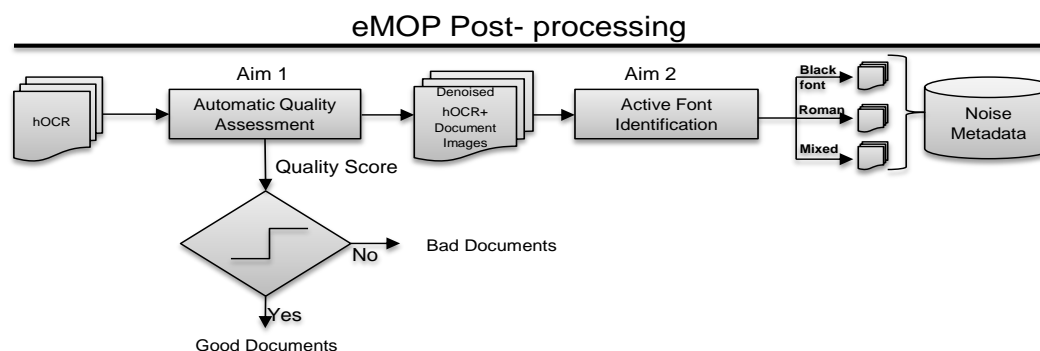 eMOP Post- processing
Aim 1
Aim 2
hOCR
Automatic Quality
Assessment
Denoised
hOCR+
Document
Images
Active Font
Identification
Black
font
Roman
Mixed
Noise
Metadata
Quality Score
No
Bad Documents
Yes
Good Documents